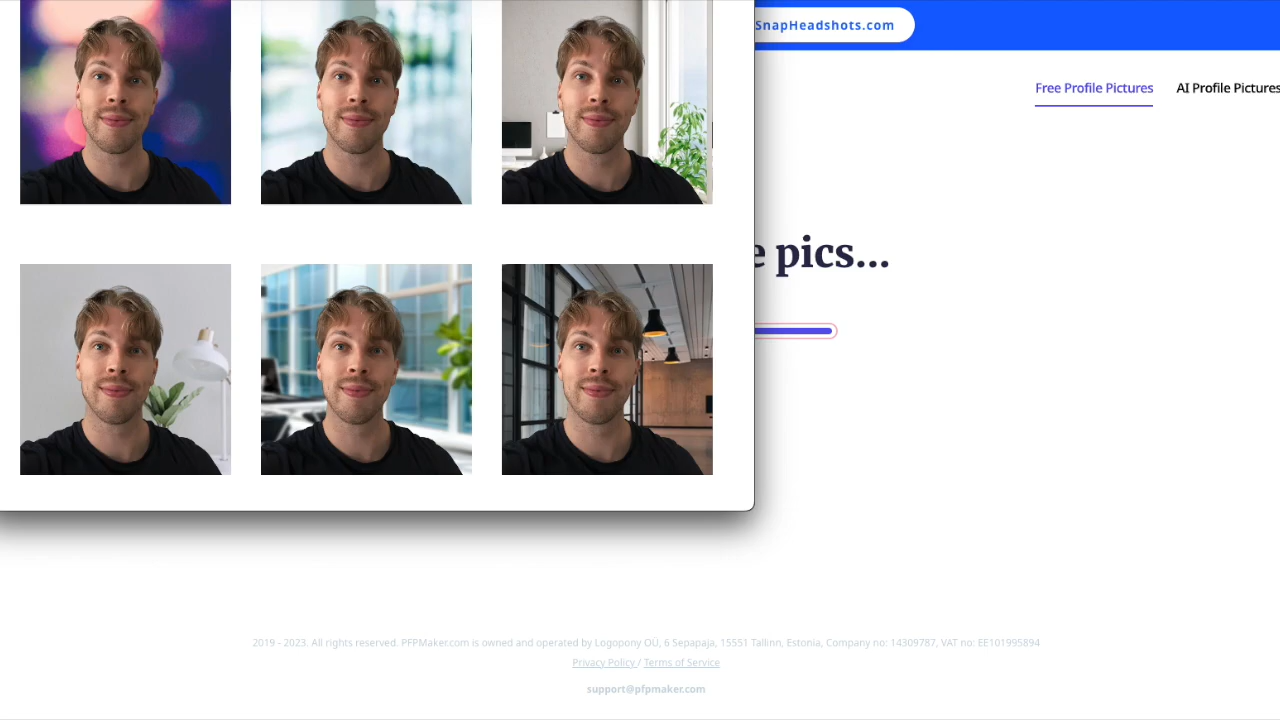 SnapHeadshots.com
Free Profile Pictures
AI Profile Pictures
e pics...
2019 - 2023. All rights reserved. PFPMaker.com is owned and operated by Logopony OÜ, 6 Sepapaja, 15551 Tallinn, Estonia, Company no: 14309787, VAT no: EE101995894
Privacy Policy / Terms of Service
support@pfpmaker.com